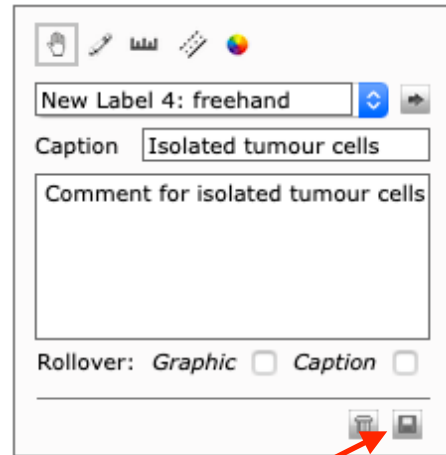 New Label 4: freehand
Caption Isolated tumour cells
Comment for isolated tumour cells
Rollover: Graphic Caption